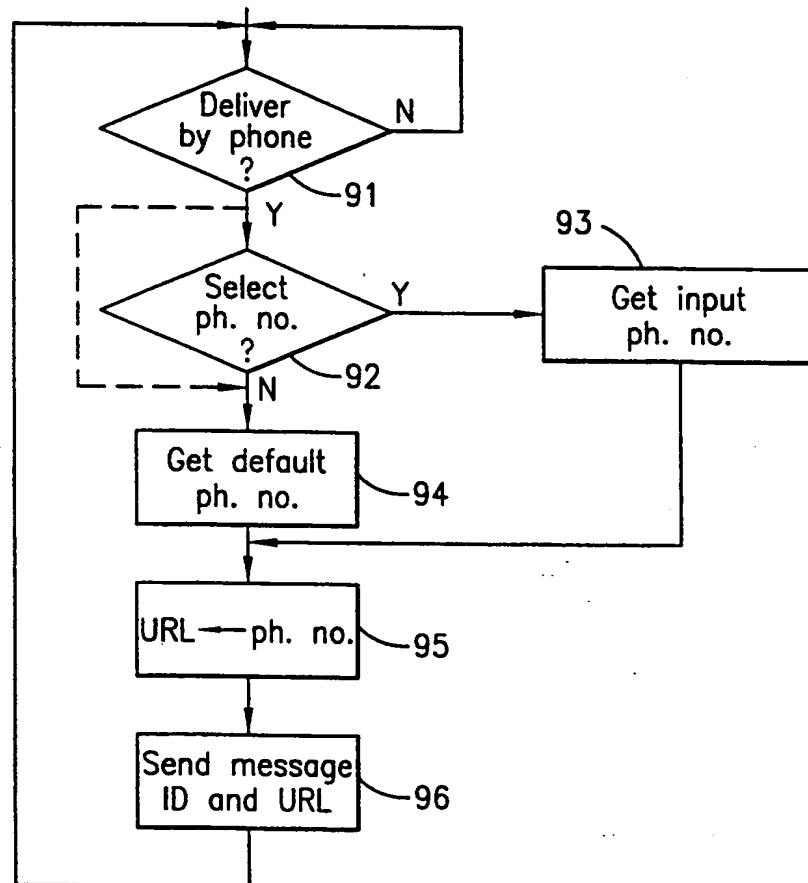 Deliver
by phone
?
N
91
Y
Select
ph. no.
?
Y
92
N
93
Get input
ph. no.
Get default
ph. no.
94
URL ← ph. no.
95
Send message
ID and URL
96